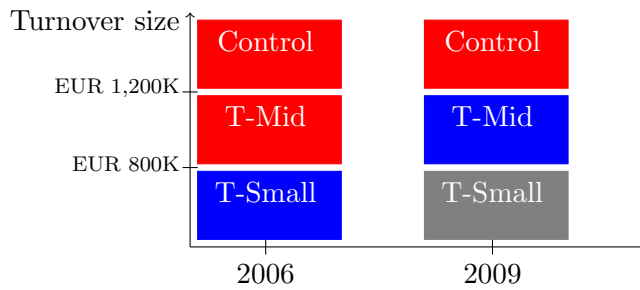 Turnover size
Control Control
EUR 1,200K
T-Mid T-Mid
EUR 800K
T-Small T-Small
2006 2009